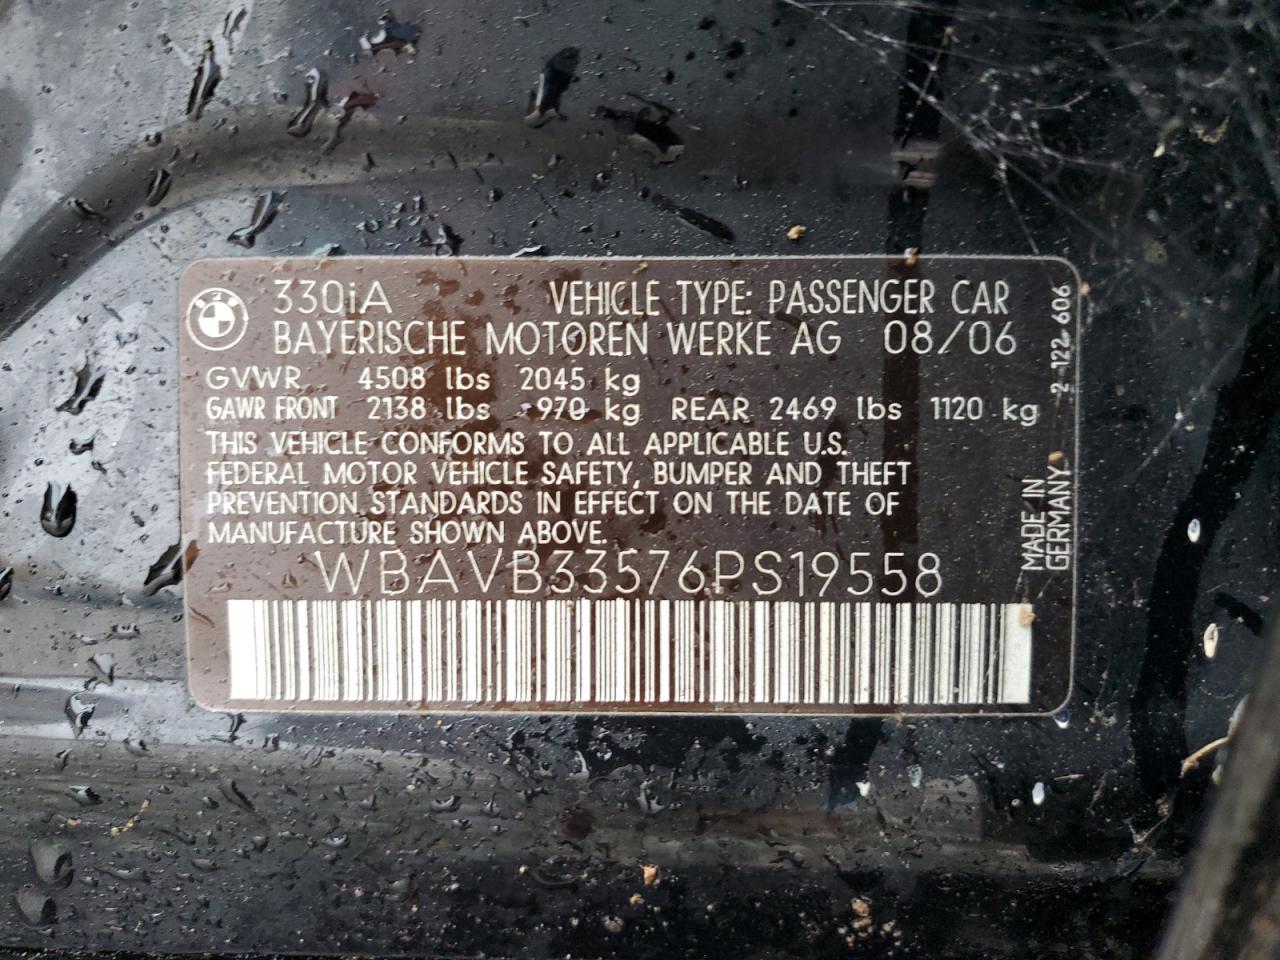 330iA VEHICLE TYPE: PASSENGER CAR
BAYERISCHE MOTOREN WERKE AG 08/06
GVWR 4508 lbs 2045 kg
GAWR FRONT 2138 lbs 970 kg REAR 2469 lbs 1120 kg
THIS VEHICLE CONFORMS TO ALL APPLICABLE U.S.
FEDERAL MOTOR VEHICLE SAFETY, BUMPER AND THEFT
PREVENTION STANDARDS IN EFFECT ON THE DATE OF
MANUFACTURE SHOWN ABOVE.
WBAVB33576PS19558
2 122 606
MADE IN
GERMANY